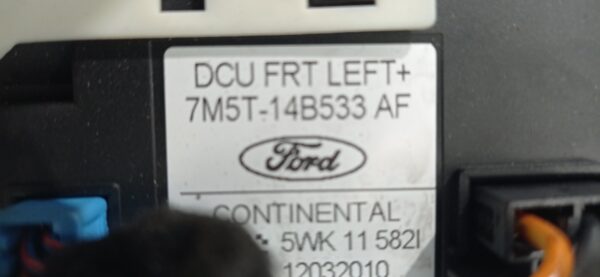 DCU FRT LEFT+
7M5T-14B533 AF
Ford
CONTINENTAL
5WK 11 582I
12032010